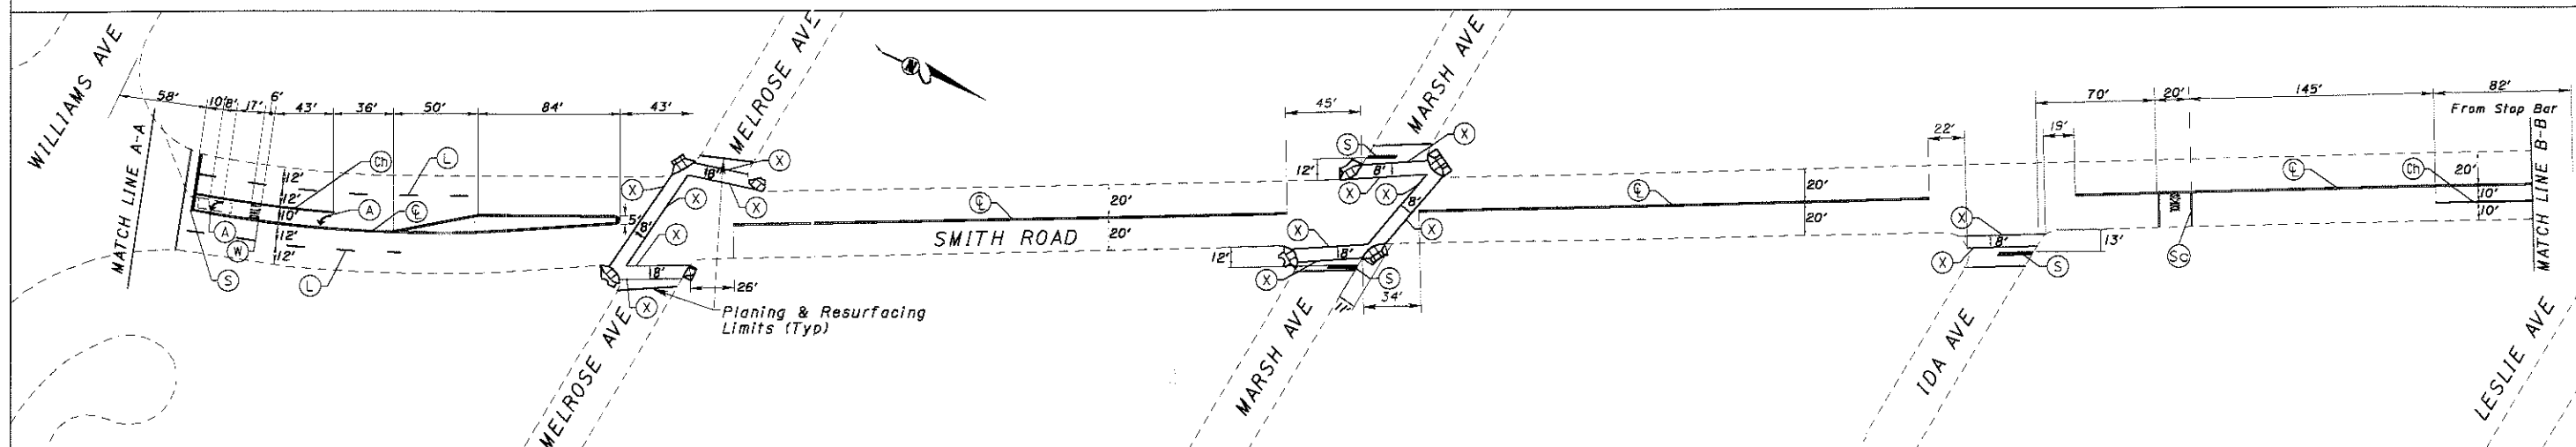 WILLIAMS AVE
MATCH LINE A-A
58'
10'
8'
17'
6'
43'
36'
50'
84'
43'
Ch
L
12'
12'
10'
12'
12'
A
A
W
S
L
℄
5'
MELROSE AVE
X
X
X
X
X
X
8'
8'
8'
26'
MELROSE AVE
Planing & Resurfacing
Limits (Typ)
N
℄
20'
20'
SMITH ROAD
45'
MARSH AVE
S
X
12'
8'
X
X
8'
X
X
12'
8'
X
S
34'
11'
MARSH AVE
℄
20'
20'
22'
19'
70'
20'
145'
82'
From Stop Bar
X
8'
13'
X
S
Sc
℄
Ch
20'
10'
10'
MATCH LINE B-B
IDA AVE
LESLIE AVE